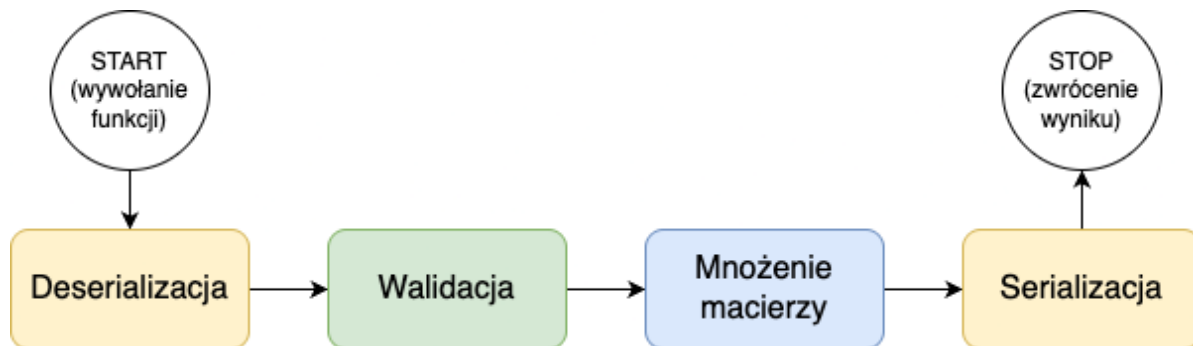 START
(wywołanie
funkcji)
STOP
(zwrócenie
wyniku)
Deserializacja
Walidacja
Mnożenie
macierzy
Serializacja